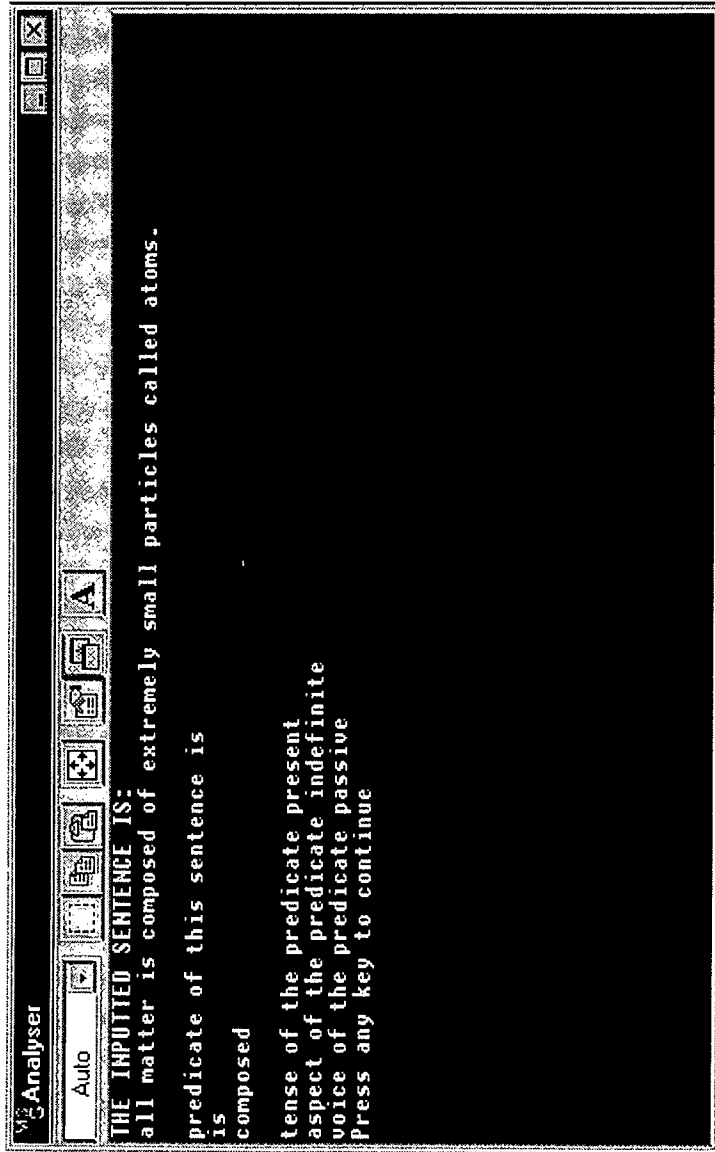 Analyser
Auto
A
THE INPUTTED SENTENCE IS:
all matter is composed of extremely small particles called atoms.
predicate of this sentence is
is
composed
tense of the predicate present
aspect of the predicate indefinite
voice of the predicate passive
Press any key to continue